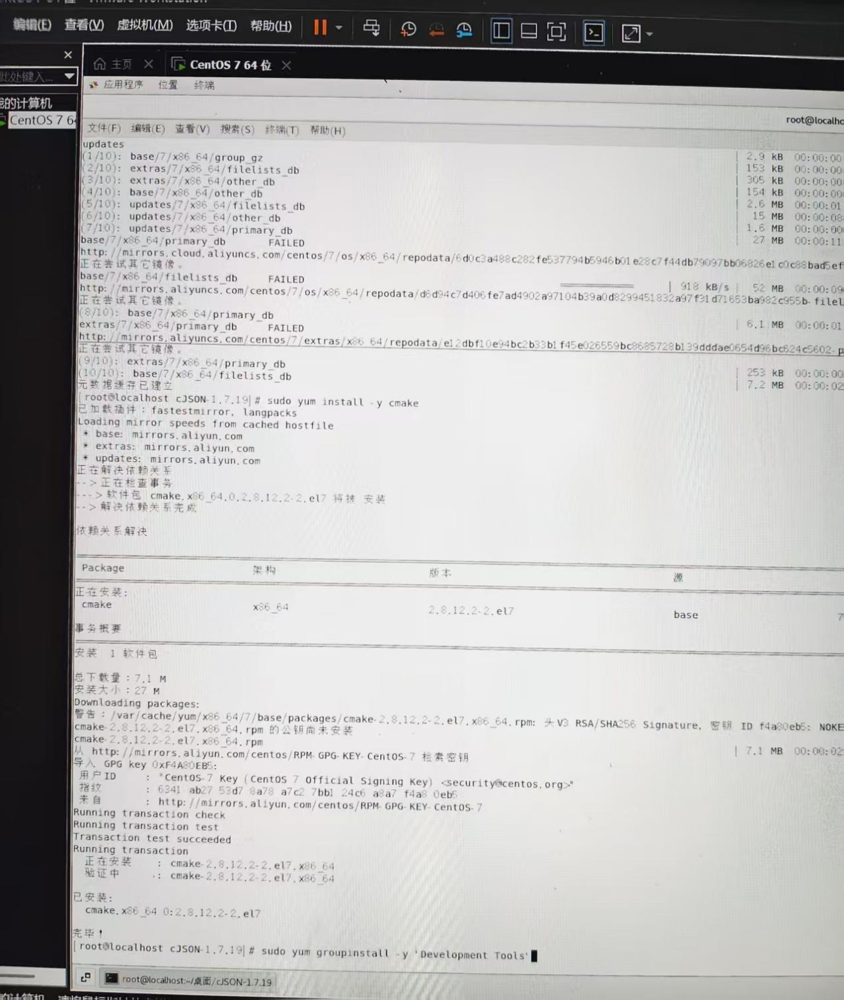 编辑(E) 查看(V) 虚拟机(M) 选项卡(T) 帮助(H)
主页 CentOS 7 64 位
此处键入...
应用程序 位置 终端
我的计算机
CentOS 7 64
root@localho
文件(F) 编辑(E) 查看(V) 搜索(S) 终端(T) 帮助(H)
updates
(1/10): base/7/x86_64/group_gz | 2.9 kB 00:00:00
(2/10): extras/7/x86_64/filelists_db | 153 kB 00:00:00
(3/10): extras/7/x86_64/other_db | 305 kB 00:00:00
(4/10): base/7/x86_64/other_db | 154 kB 00:00:00
(5/10): updates/7/x86_64/filelists_db | 2.6 MB 00:00:01
(6/10): updates/7/x86_64/other_db | 15 MB 00:00:08
(7/10): updates/7/x86_64/primary_db | 1.6 MB 00:00:00
base/7/x86_64/primary_db FAILED | 27 MB 00:00:11
http://mirrors.cloud.aliyuncs.com/centos/7/os/x86_64/repodata/6d0c3a488c282fe537794b5946b01e28c7f44db79097bb06826e1c0c88bad5ef
正在尝试其它镜像。
base/7/x86_64/filelists_db FAILED
http://mirrors.aliyuncs.com/centos/7/os/x86_64/repodata/d6d94c7d406fe7ad4902a97104b39a0d8299451832a97f31d71653ba982c955b-filel
正在尝试其它镜像。 | 918 kB/s | 52 MB 00:00:09
(8/10): base/7/x86_64/primary_db
extras/7/x86_64/primary_db FAILED | 6.1 MB 00:00:01
http://mirrors.aliyuncs.com/centos/7/extras/x86_64/repodata/e12dbf10e94bc2b33b1f45e026559bc8685728b139dddae0654d96bc624c5602-p
正在尝试其它镜像。
(9/10): extras/7/x86_64/primary_db | 253 kB 00:00:00
(10/10): base/7/x86_64/filelists_db | 7.2 MB 00:00:02
元数据缓存已建立
[root@localhost cJSON-1.7.19]# sudo yum install -y cmake
已加载插件：fastestmirror, langpacks
Loading mirror speeds from cached hostfile
* base: mirrors.aliyun.com
* extras: mirrors.aliyun.com
* updates: mirrors.aliyun.com
正在解决依赖关系
--> 正在检查事务
---> 软件包 cmake.x86_64.0.2.8.12.2-2.el7 将被 安装
--> 解决依赖关系完成
依赖关系解决
Package 架构 版本 源
正在安装:
cmake x86_64 2.8.12.2-2.el7 base 7
事务概要
安装 1 软件包
总下载量：7.1 M
安装大小：27 M
Downloading packages:
警告：/var/cache/yum/x86_64/7/base/packages/cmake-2.8.12.2-2.el7.x86_64.rpm: 头V3 RSA/SHA256 Signature, 密钥 ID f4a80eb5: NOKE
cmake-2.8.12.2-2.el7.x86_64.rpm 的公钥尚未安装
cmake-2.8.12.2-2.el7.x86_64.rpm | 7.1 MB 00:00:02
从 http://mirrors.aliyun.com/centos/RPM-GPG-KEY-CentOS-7 检索密钥
导入 GPG key 0xF4A80EB5:
用户ID : "CentOS-7 Key (CentOS 7 Official Signing Key) <security@centos.org>"
指纹 : 6341 ab27 53d7 8a78 a7c2 7bb1 24c6 a8a7 f4a8 0eb5
来自 : http://mirrors.aliyun.com/centos/RPM-GPG-KEY-CentOS-7
Running transaction check
Running transaction test
Transaction test succeeded
Running transaction
正在安装 : cmake-2.8.12.2-2.el7.x86_64
验证中 : cmake-2.8.12.2-2.el7.x86_64
已安装:
cmake.x86_64 0:2.8.12.2-2.el7
完毕！
[root@localhost cJSON-1.7.19]# sudo yum groupinstall -y 'Development Tools'
root@localhost:~/桌面/cJSON-1.7.19